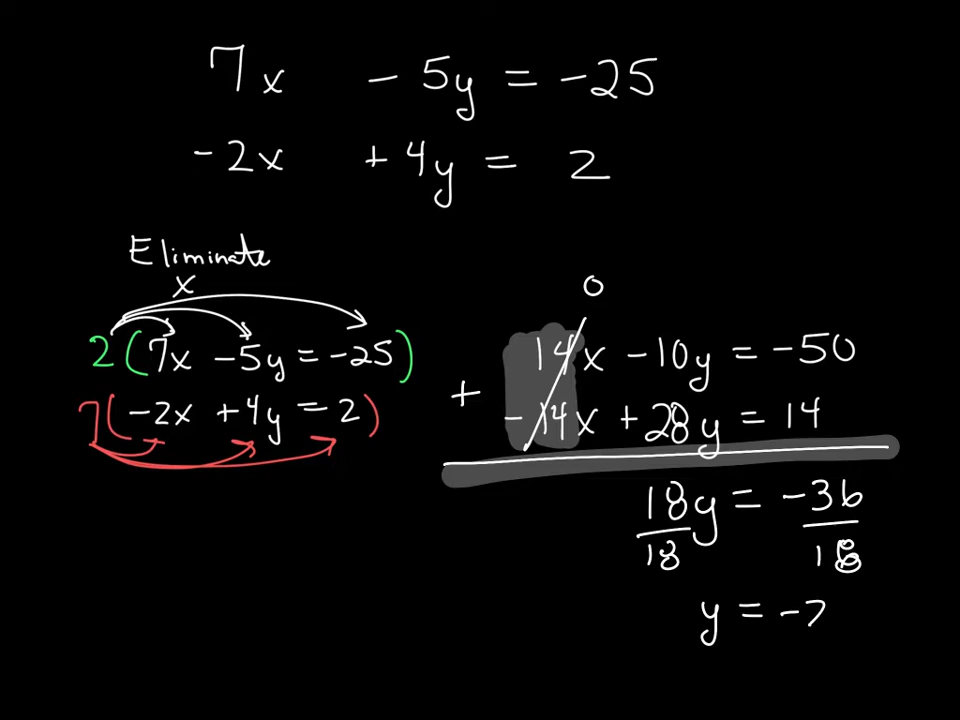 7x - 5y = -25
-2x + 4y = 2
Eliminate
x
0
2(7x - 5y = -25)
7(-2x + 4y = 2)
14x - 10y = -50
+ -14x + 28y = 14
18y = -36
18 18
y = -2